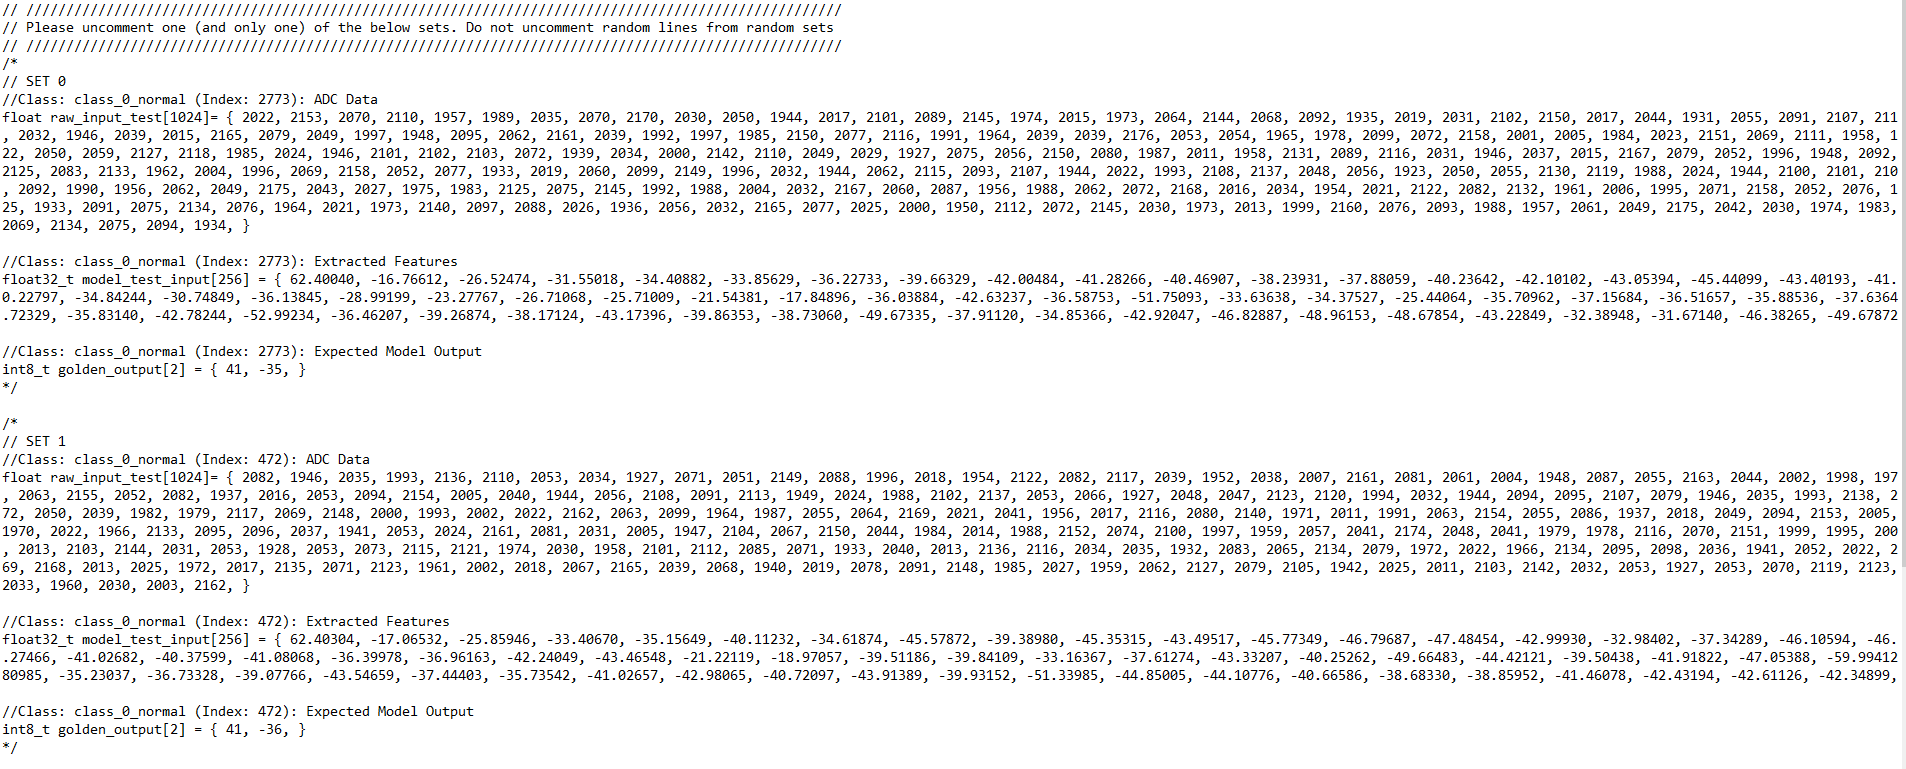 // //////////////////////////////////////////////////////////////////////////////////////////////////////
// Please uncomment one (and only one) of the below sets. Do not uncomment random lines from random sets
// //////////////////////////////////////////////////////////////////////////////////////////////////////
/*
// SET 0
//Class: class_0_normal (Index: 2773): ADC Data
float raw_input_test[1024]= { 2022, 2153, 2070, 2110, 1957, 1989, 2035, 2070, 2170, 2030, 2050, 1944, 2017, 2101, 2089, 2145, 1974, 2015, 1973, 2064, 2144, 2068, 2092, 1935, 2019, 2031, 2102, 2150, 2017, 2044, 1931, 2055, 2091, 2107, 211
, 2032, 1946, 2039, 2015, 2165, 2079, 2049, 1997, 1948, 2095, 2062, 2161, 2039, 1992, 1997, 1985, 2150, 2077, 2116, 1991, 1964, 2039, 2039, 2176, 2053, 2054, 1965, 1978, 2099, 2072, 2158, 2001, 2005, 1984, 2023, 2151, 2069, 2111, 1958, 1
22, 2050, 2059, 2127, 2118, 1985, 2024, 1946, 2101, 2102, 2103, 2072, 1939, 2034, 2000, 2142, 2110, 2049, 2029, 1927, 2075, 2056, 2150, 2080, 1987, 2011, 1958, 2131, 2089, 2116, 2031, 1946, 2037, 2015, 2167, 2079, 2052, 1996, 1948, 2092,
2125, 2083, 2133, 1962, 2004, 1996, 2069, 2158, 2052, 2077, 1933, 2019, 2060, 2099, 2149, 1996, 2032, 1944, 2062, 2115, 2093, 2107, 1944, 2022, 1993, 2108, 2137, 2048, 2056, 1923, 2050, 2055, 2130, 2119, 1988, 2024, 1944, 2100, 2101, 210
, 2092, 1990, 1956, 2062, 2049, 2175, 2043, 2027, 1975, 1983, 2125, 2075, 2145, 1992, 1988, 2004, 2032, 2167, 2060, 2087, 1956, 1988, 2062, 2072, 2168, 2016, 2034, 1954, 2021, 2122, 2082, 2132, 1961, 2006, 1995, 2071, 2158, 2052, 2076, 1
25, 1933, 2091, 2075, 2134, 2076, 1964, 2021, 1973, 2140, 2097, 2088, 2026, 1936, 2056, 2032, 2165, 2077, 2025, 2000, 1950, 2112, 2072, 2145, 2030, 1973, 2013, 1999, 2160, 2076, 2093, 1988, 1957, 2061, 2049, 2175, 2042, 2030, 1974, 1983,
2069, 2134, 2075, 2094, 1934, }

//Class: class_0_normal (Index: 2773): Extracted Features
float32_t model_test_input[256] = { 62.40040, -16.76612, -26.52474, -31.55018, -34.40882, -33.85629, -36.22733, -39.66329, -42.00484, -41.28266, -40.46907, -38.23931, -37.88059, -40.23642, -42.10102, -43.05394, -45.44099, -43.40193, -41.
0.22797, -34.84244, -30.74849, -36.13845, -28.99199, -23.27767, -26.71068, -25.71009, -21.54381, -17.84896, -36.03884, -42.63237, -36.58753, -51.75093, -33.63638, -34.37527, -25.44064, -35.70962, -37.15684, -36.51657, -35.88536, -37.6364
.72329, -35.83140, -42.78244, -52.99234, -36.46207, -39.26874, -38.17124, -43.17396, -39.86353, -38.73060, -49.67335, -37.91120, -34.85366, -42.92047, -46.82887, -48.96153, -48.67854, -43.22849, -32.38948, -31.67140, -46.38265, -49.67872

//Class: class_0_normal (Index: 2773): Expected Model Output
int8_t golden_output[2] = { 41, -35, }
*/

/*
// SET 1
//Class: class_0_normal (Index: 472): ADC Data
float raw_input_test[1024]= { 2082, 1946, 2035, 1993, 2136, 2110, 2053, 2034, 1927, 2071, 2051, 2149, 2088, 1996, 2018, 1954, 2122, 2082, 2117, 2039, 1952, 2038, 2007, 2161, 2081, 2061, 2004, 1948, 2087, 2055, 2163, 2044, 2002, 1998, 197
, 2063, 2155, 2052, 2082, 1937, 2016, 2053, 2094, 2154, 2005, 2040, 1944, 2056, 2108, 2091, 2113, 1949, 2024, 1988, 2102, 2137, 2053, 2066, 1927, 2048, 2047, 2123, 2120, 1994, 2032, 1944, 2094, 2095, 2107, 2079, 1946, 2035, 1993, 2138, 2
72, 2050, 2039, 1982, 1979, 2117, 2069, 2148, 2000, 1993, 2002, 2022, 2162, 2063, 2099, 1964, 1987, 2055, 2064, 2169, 2021, 2041, 1956, 2017, 2116, 2080, 2140, 1971, 2011, 1991, 2063, 2154, 2055, 2086, 1937, 2018, 2049, 2094, 2153, 2005,
1970, 2022, 1966, 2133, 2095, 2096, 2037, 1941, 2053, 2024, 2161, 2081, 2031, 2005, 1947, 2104, 2067, 2150, 2044, 1984, 2014, 1988, 2152, 2074, 2100, 1997, 1959, 2057, 2041, 2174, 2048, 2041, 1979, 1978, 2116, 2070, 2151, 1999, 1995, 200
, 2013, 2103, 2144, 2031, 2053, 1928, 2053, 2073, 2115, 2121, 1974, 2030, 1958, 2101, 2112, 2085, 2071, 1933, 2040, 2013, 2136, 2116, 2034, 2035, 1932, 2083, 2065, 2134, 2079, 1972, 2022, 1966, 2134, 2095, 2098, 2036, 1941, 2052, 2022, 2
69, 2168, 2013, 2025, 1972, 2017, 2135, 2071, 2123, 1961, 2002, 2018, 2067, 2165, 2039, 2068, 1940, 2019, 2078, 2091, 2148, 1985, 2027, 1959, 2062, 2127, 2079, 2105, 1942, 2025, 2011, 2103, 2142, 2032, 2053, 1927, 2053, 2070, 2119, 2123,
2033, 1960, 2030, 2003, 2162, }

//Class: class_0_normal (Index: 472): Extracted Features
float32_t model_test_input[256] = { 62.40304, -17.06532, -25.85946, -33.40670, -35.15649, -40.11232, -34.61874, -45.57872, -39.38980, -45.35315, -43.49517, -45.77349, -46.79687, -47.48454, -42.99930, -32.98402, -37.34289, -46.10594, -46.
.27466, -41.02682, -40.37599, -41.08068, -36.39978, -36.96163, -42.24049, -43.46548, -21.22119, -18.97057, -39.51186, -39.84109, -33.16367, -37.61274, -43.33207, -40.25262, -49.66483, -44.42121, -39.50438, -41.91822, -47.05388, -59.99412
80985, -35.23037, -36.73328, -39.07766, -43.54659, -37.44403, -35.73542, -41.02657, -42.98065, -40.72097, -43.91389, -39.93152, -51.33985, -44.85005, -44.10776, -40.66586, -38.68330, -38.85952, -41.46078, -42.43194, -42.61126, -42.34899,

//Class: class_0_normal (Index: 472): Expected Model Output
int8_t golden_output[2] = { 41, -36, }
*/